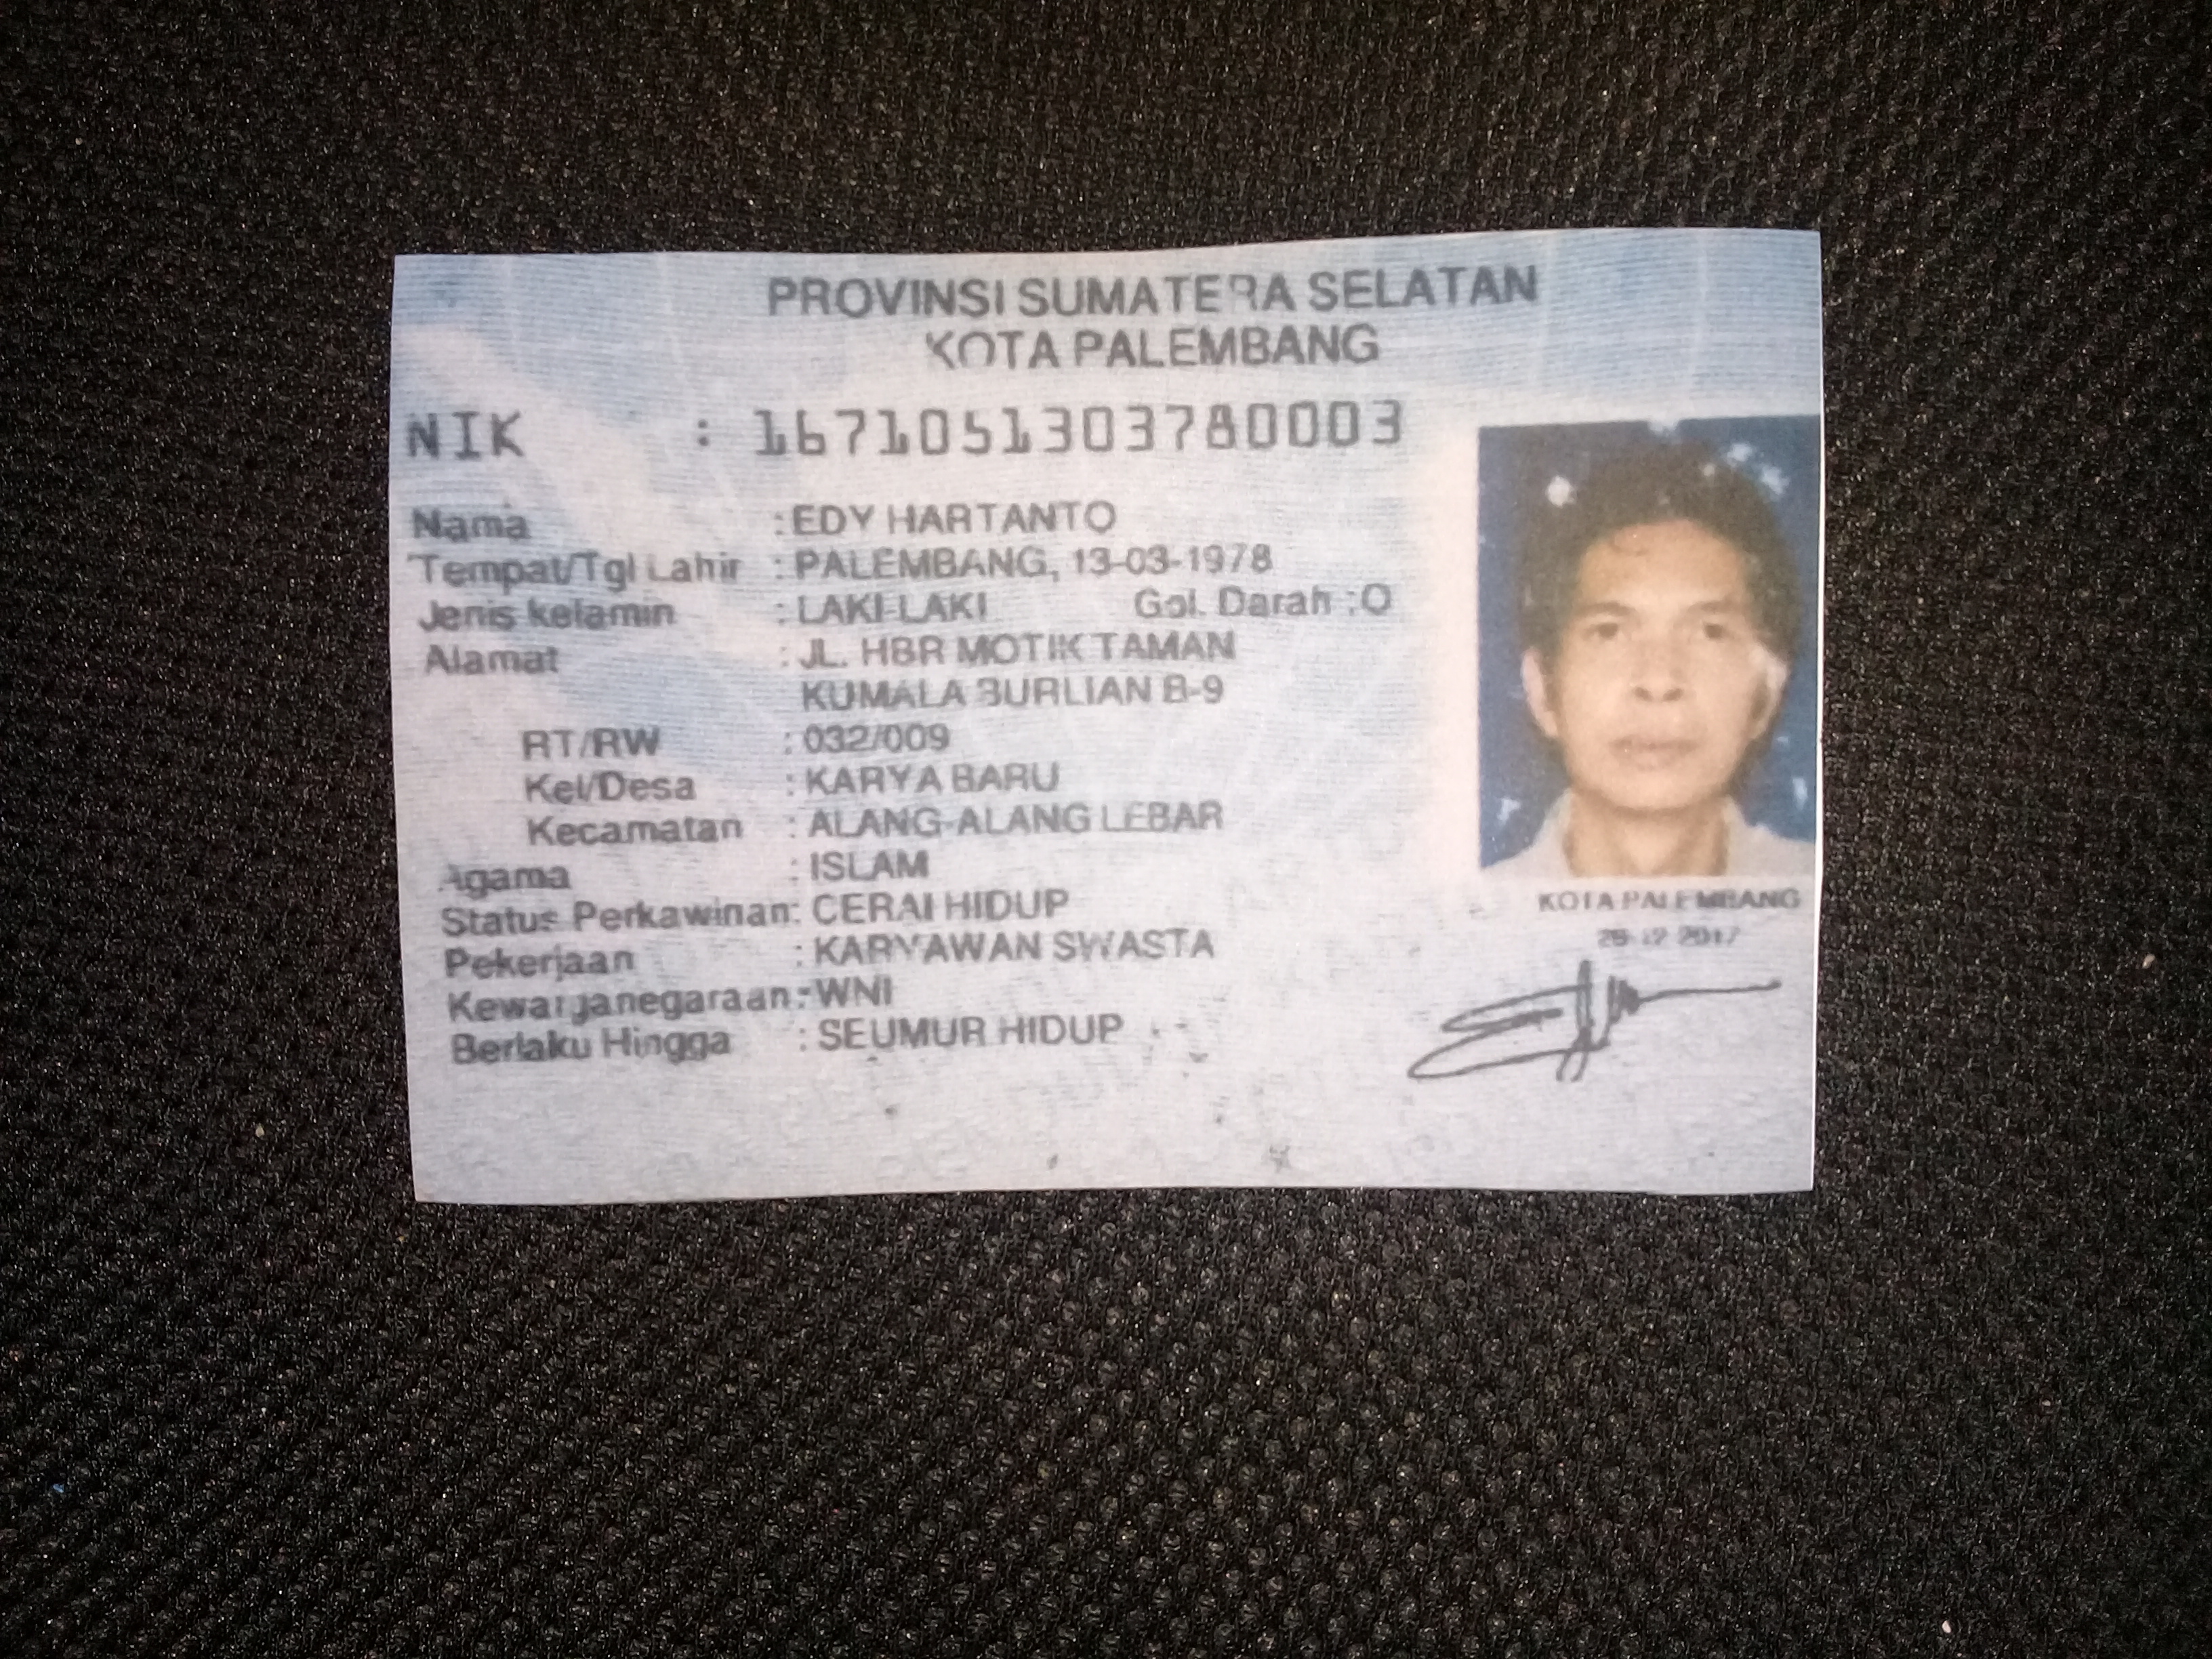 PROVINSI SUMATERA SELATAN
KOTA PALEMBANG
NIK : 1671051303780003
Nama : EDY HARTANTO
Tempat/Tgl Lahir : PALEMBANG, 13-03-1978
Jenis kelamin : LAKI-LAKI Gol. Darah : O
Alamat : JL. HBR MOTIK TAMAN
KUMALA BURLIAN B-9
RT/RW : 032/009
Kel/Desa : KARYA BARU
Kecamatan : ALANG-ALANG LEBAR
Agama : ISLAM
Status Perkawinan: CERAI HIDUP
Pekerjaan : KARYAWAN SWASTA
Kewarganegaraan: WNI
Berlaku Hingga : SEUMUR HIDUP
KOTA PALEMBANG
2017